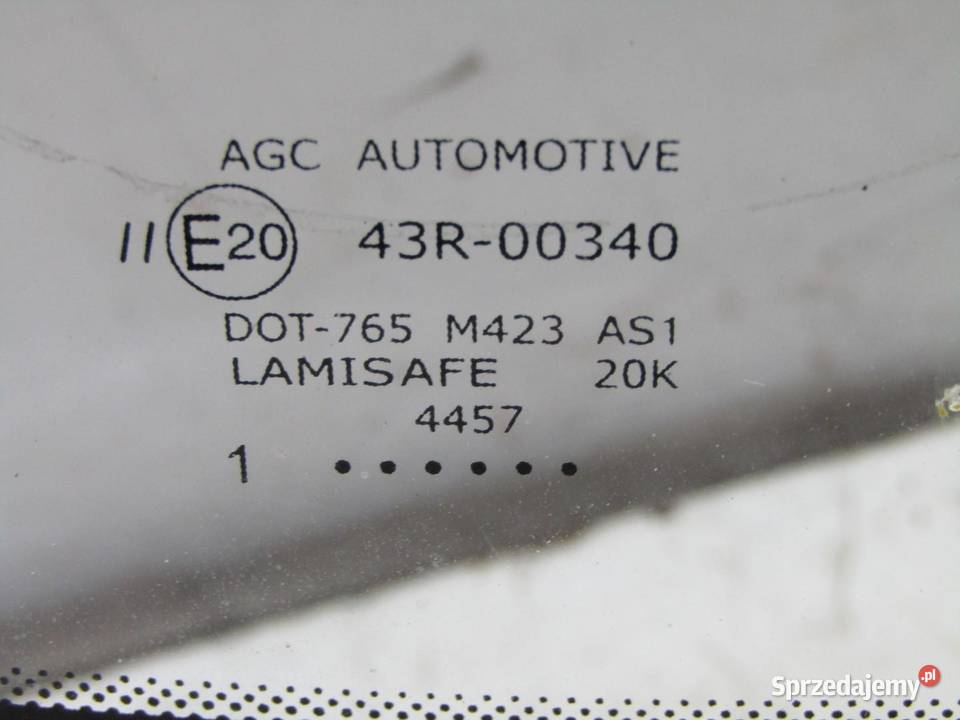 AGC AUTOMOTIVE
II E20 43R-00340
DOT-765 M423 AS1
LAMISAFE 20K
4457
1 • • • • • •
Sprzedajemy.pl